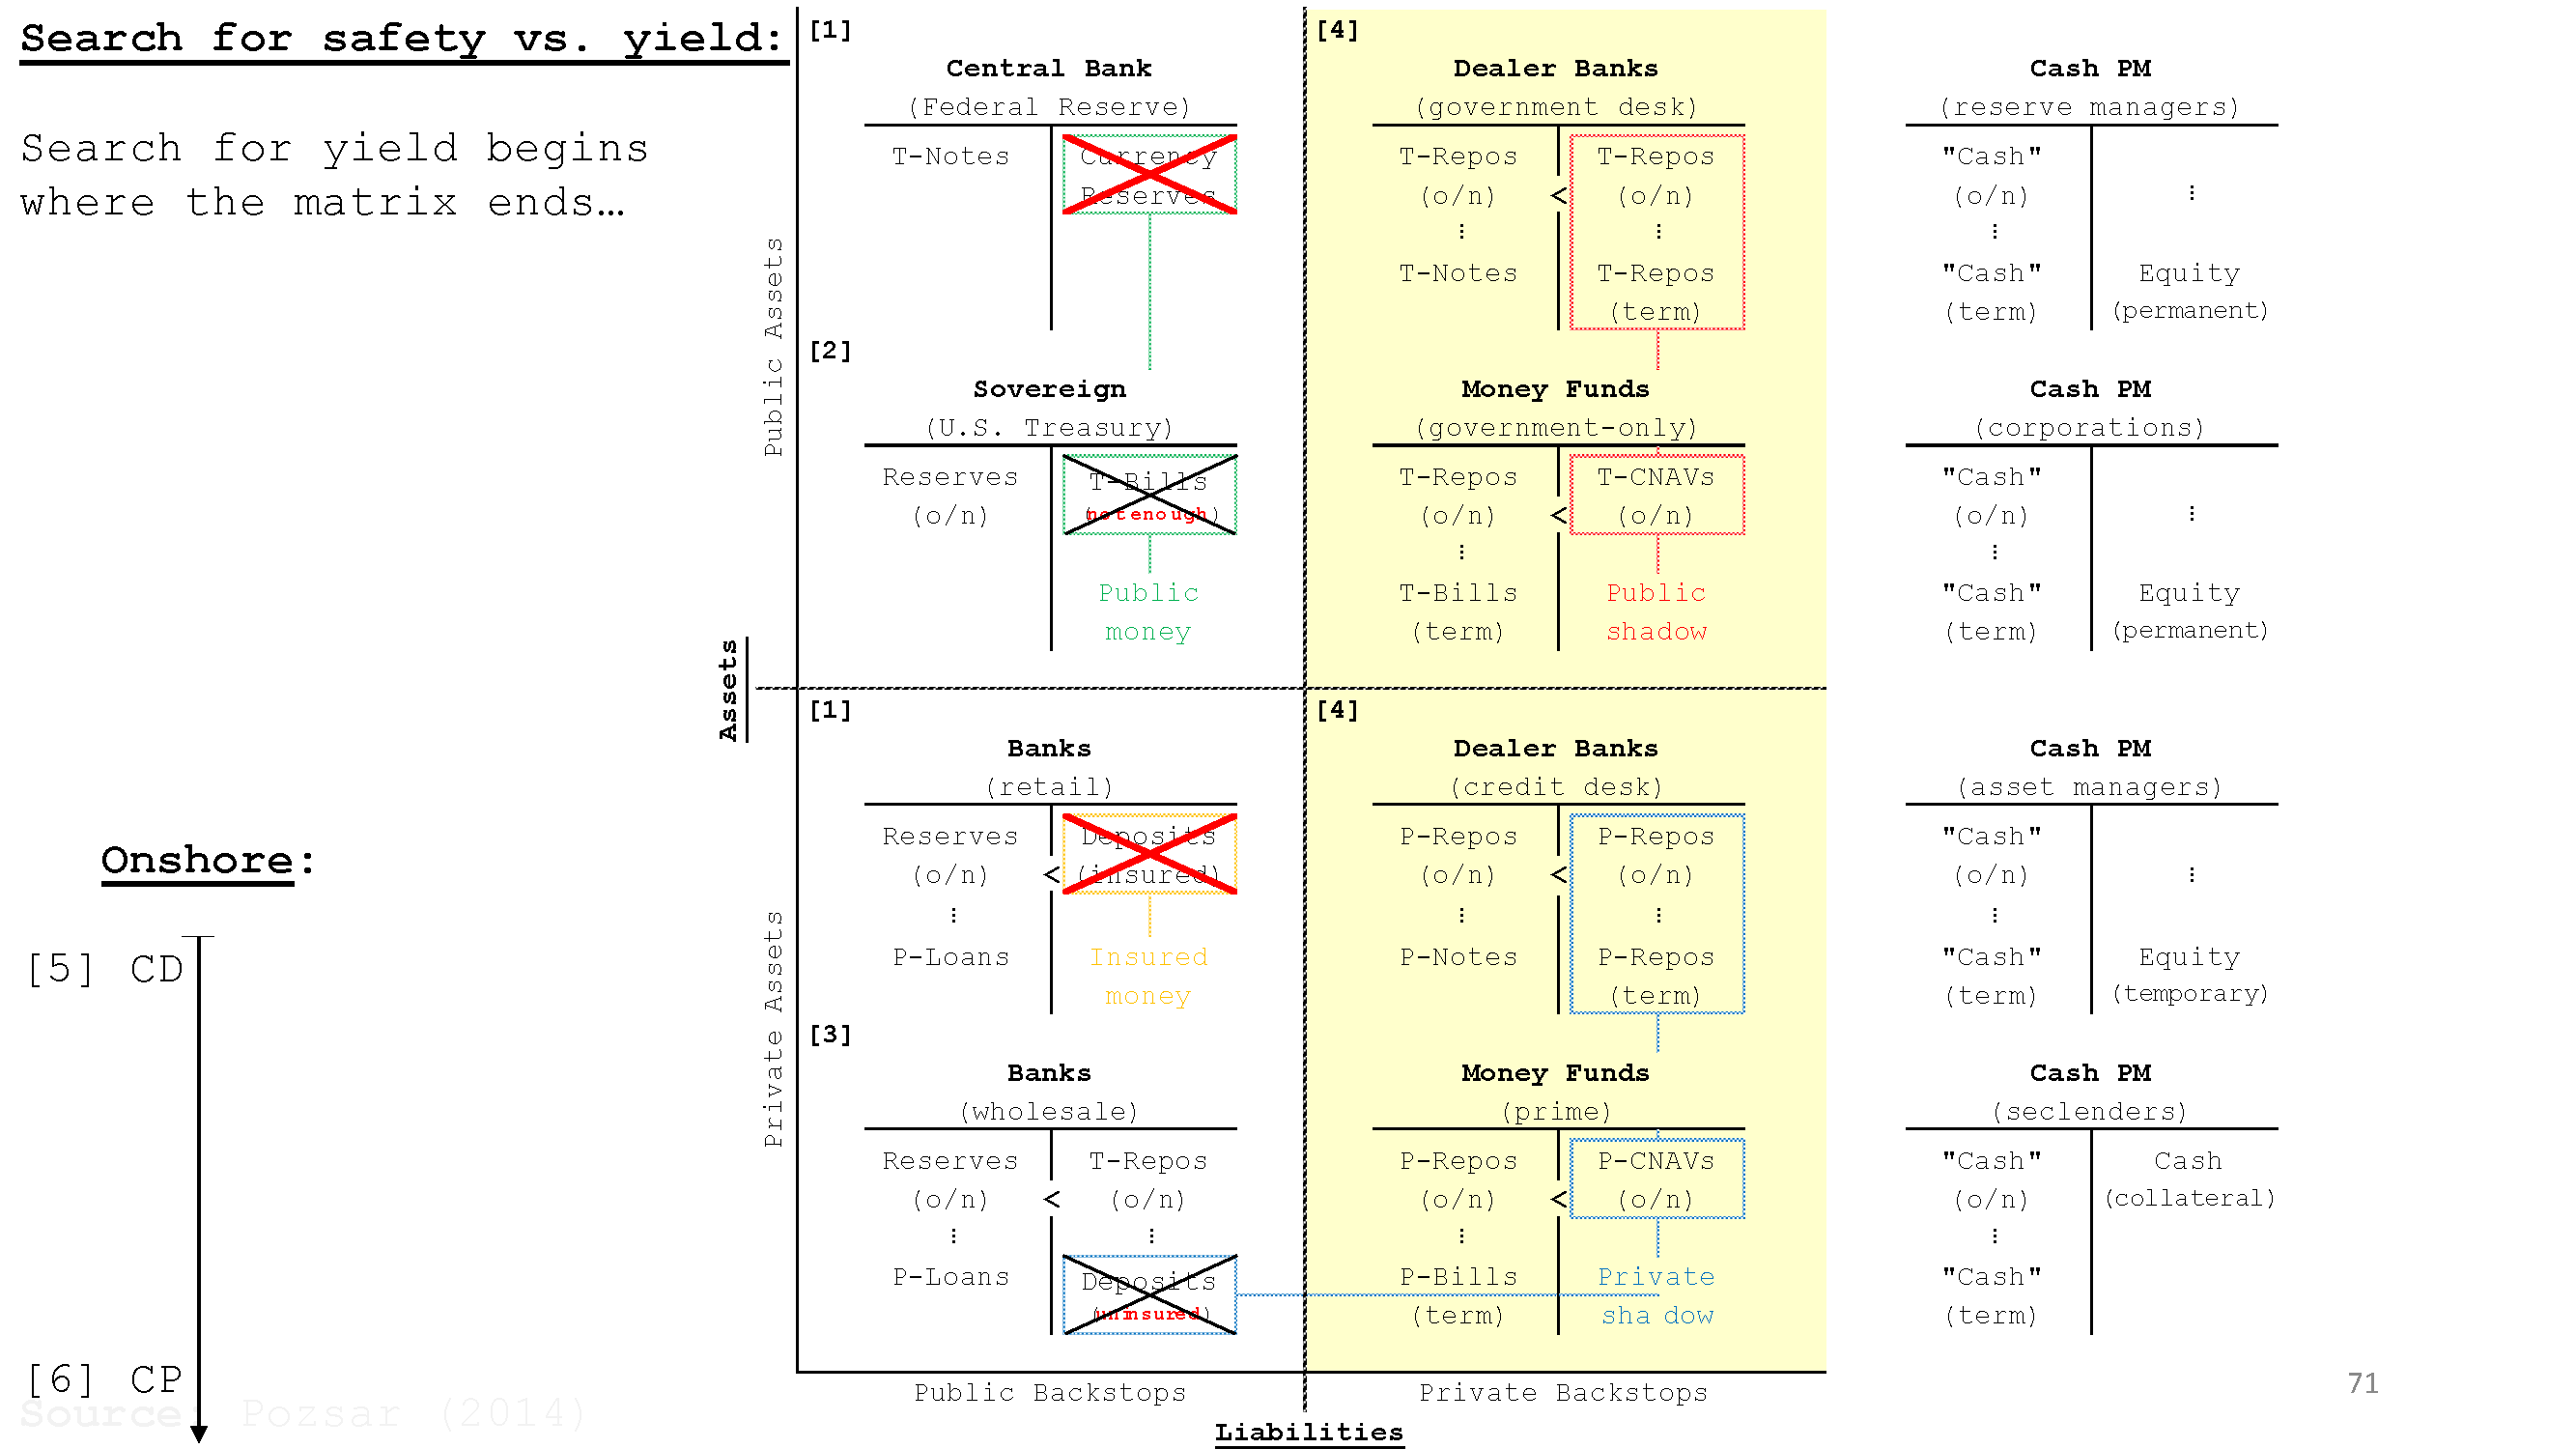 Search for safety vs. yield:
Search for yield begins
where the matrix ends…
Onshore:
[5] CD
[6] CP
Source: Pozsar (2014)
Assets
Public Assets
Private Assets
[1]
Central Bank
(Federal Reserve)
T-Notes
Currency
Reserves
[2]
Sovereign
(U.S. Treasury)
Reserves
(o/n)
T-Bills
(not enough)
Public
money
[4]
Dealer Banks
(government desk)
T-Repos
(o/n)
⋮
T-Notes
<
T-Repos
(o/n)
⋮
T-Repos
(term)
Money Funds
(government-only)
T-Repos
(o/n)
⋮
T-Bills
(term)
<
T-CNAVs
(o/n)
Public
shadow
Cash PM
(reserve managers)
"Cash"
(o/n)
⋮
"Cash"
(term)
⋮
Equity
(permanent)
Cash PM
(corporations)
"Cash"
(o/n)
⋮
"Cash"
(term)
⋮
Equity
(permanent)
[1]
Banks
(retail)
Reserves
(o/n)
⋮
P-Loans
<
Deposits
(insured)
Insured
money
[3]
Banks
(wholesale)
Reserves
(o/n)
⋮
P-Loans
<
T-Repos
(o/n)
⋮
Deposits
(uninsured)
[4]
Dealer Banks
(credit desk)
P-Repos
(o/n)
⋮
P-Notes
<
P-Repos
(o/n)
⋮
P-Repos
(term)
Money Funds
(prime)
P-Repos
(o/n)
⋮
P-Bills
(term)
<
P-CNAVs
(o/n)
Private
sha dow
Cash PM
(asset managers)
"Cash"
(o/n)
⋮
"Cash"
(term)
⋮
Equity
(temporary)
Cash PM
(seclenders)
"Cash"
(o/n)
⋮
"Cash"
(term)
Cash
(collateral)
Public Backstops
Private Backstops
Liabilities
71